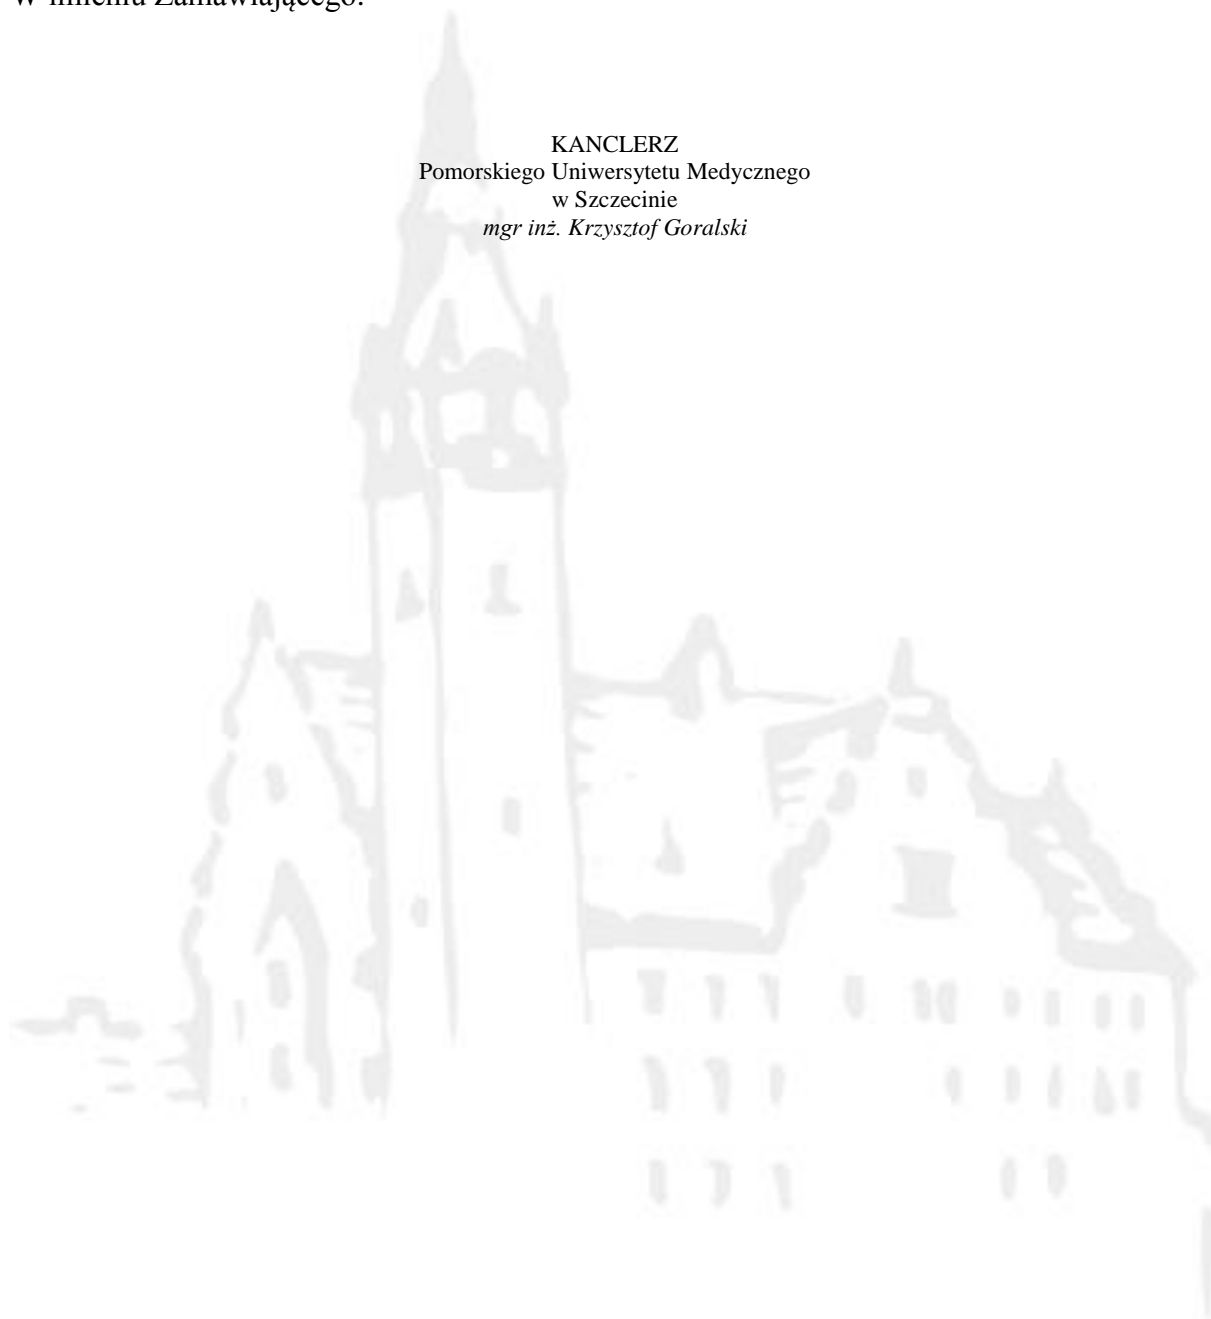 W imieniu Zamawiającego:
KANCLERZ
Pomorskiego Uniwersytetu Medycznego
w Szczecinie
mgr inż. Krzysztof Goralski